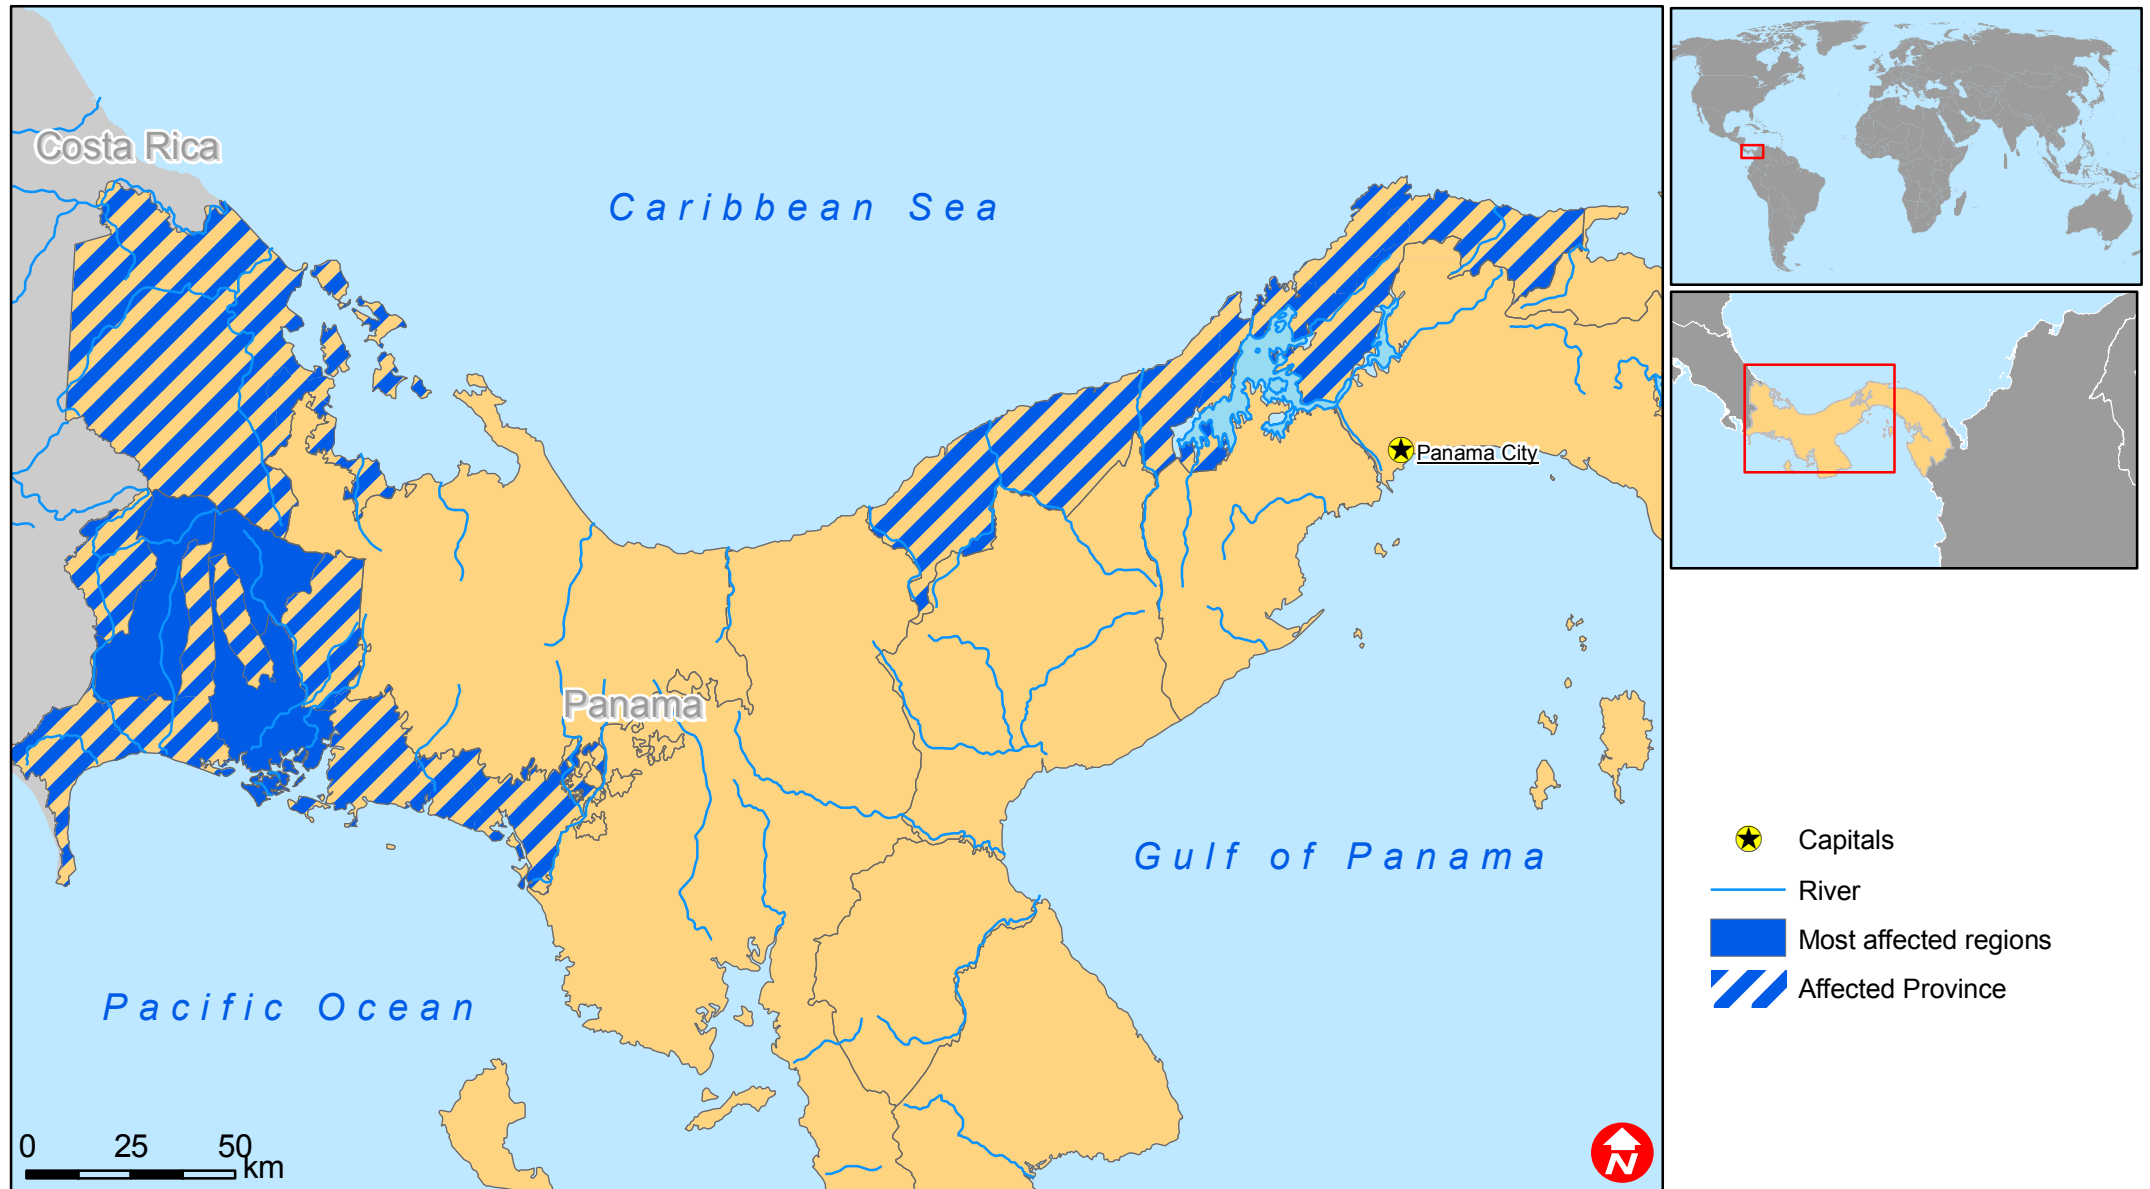 Costa Rica
Caribbean Sea
Panama City
Panama
Gulf of Panama
Pacific Ocean
0 25 50
km
N
Capitals
River
Most affected regions
Affected Province